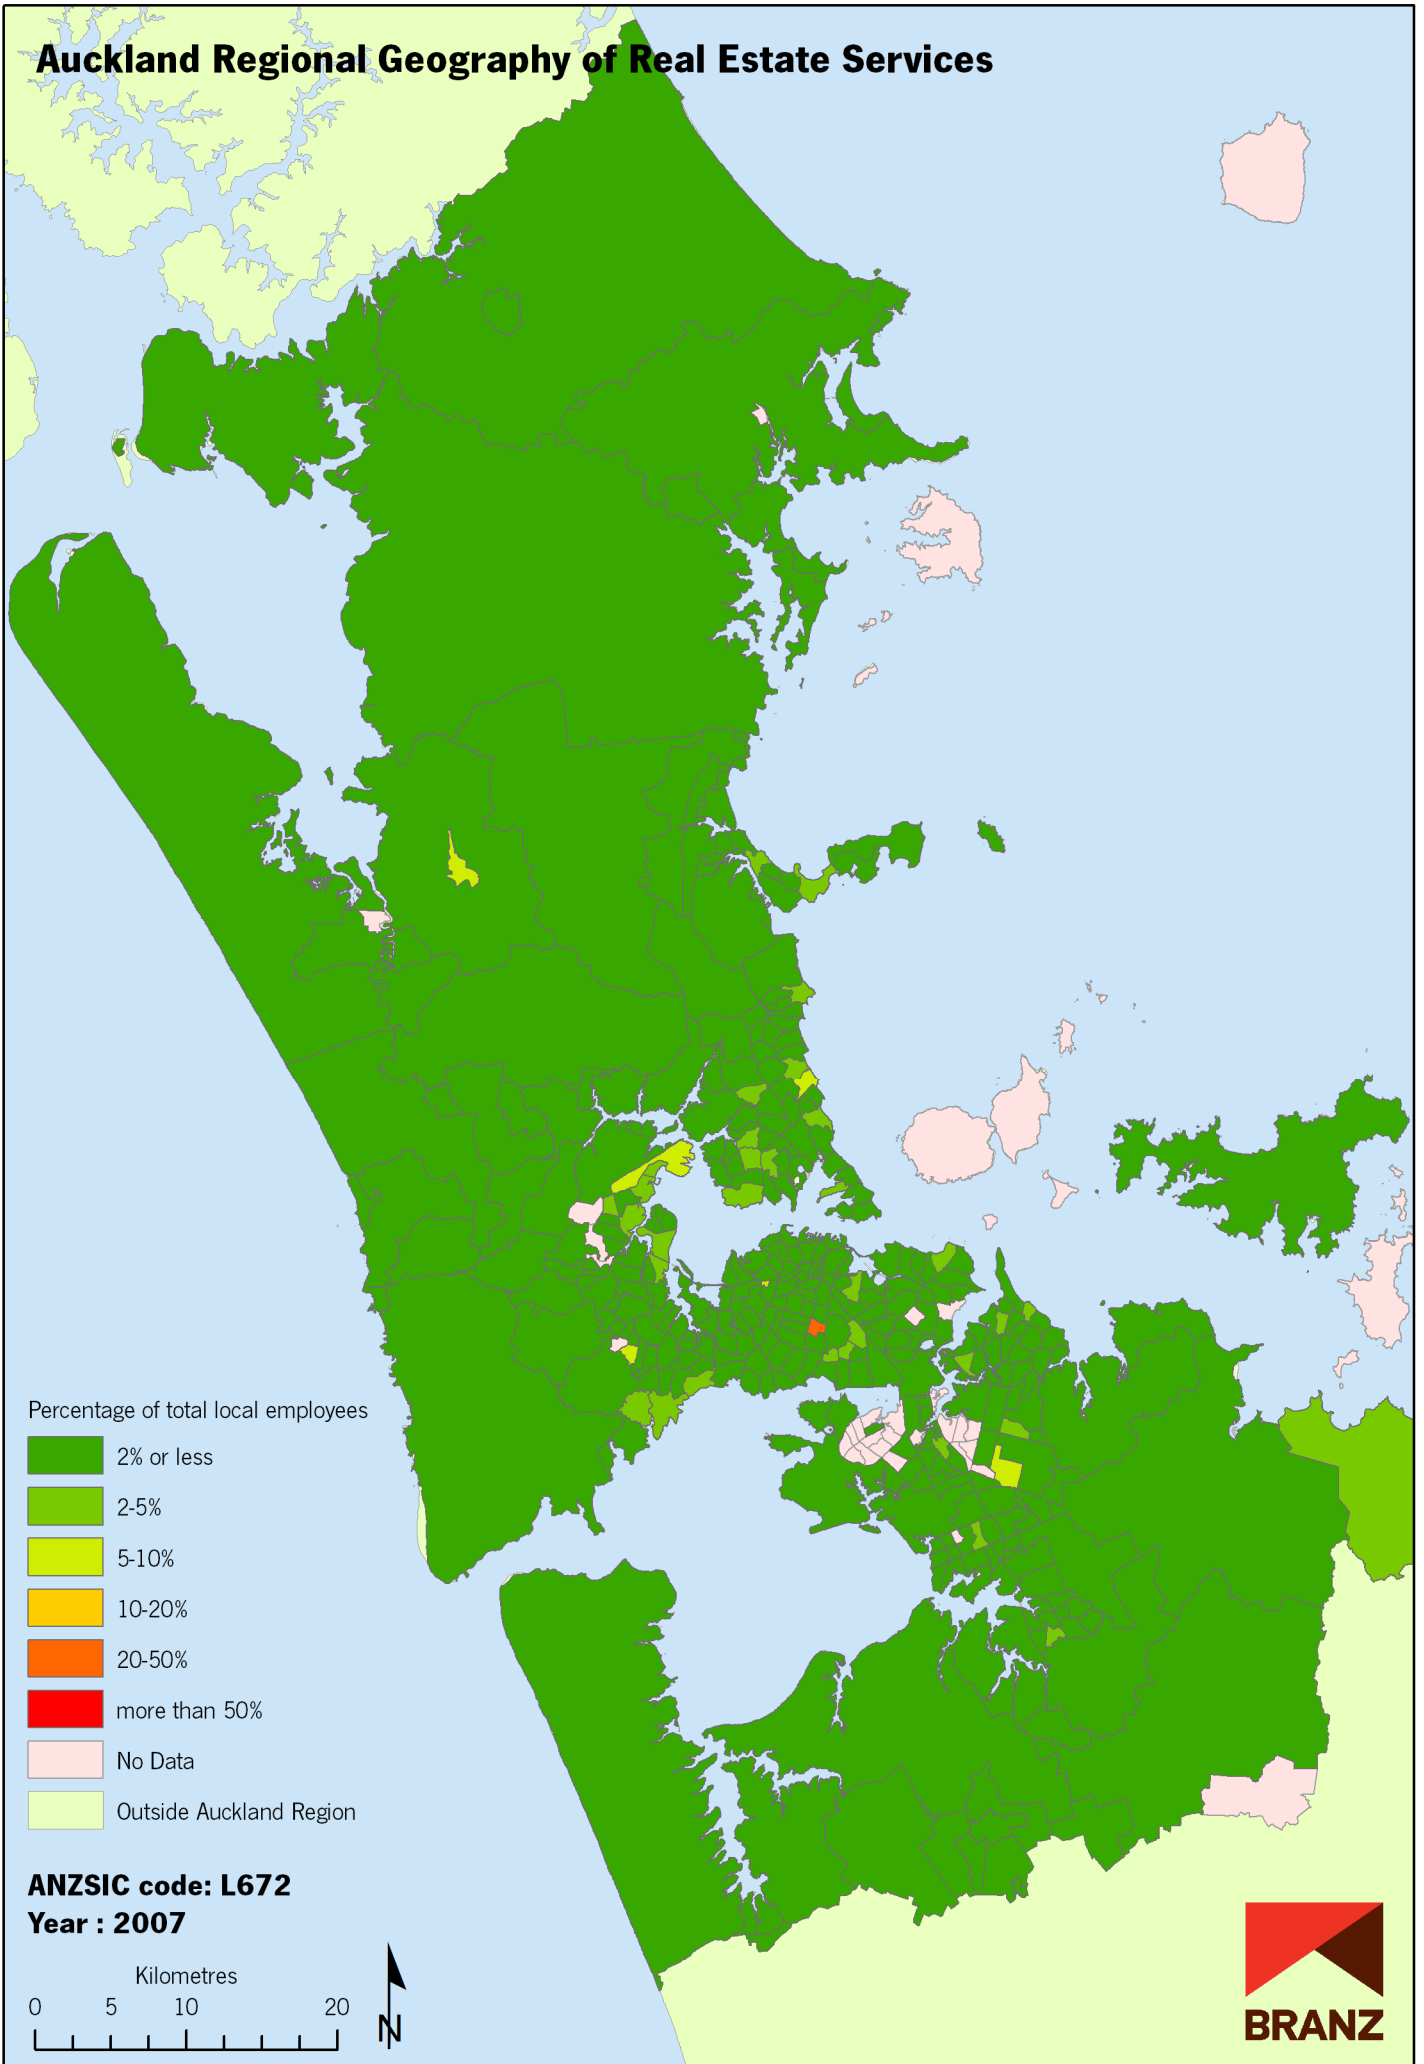 Auckland Regional Geography of Real Estate Services
Percentage of total local employees
2% or less
2-5%
5-10%
10-20%
20-50%
more than 50%
No Data
Outside Auckland Region
ANZSIC code: L672
Year : 2007
Kilometres
0 5 10 20
N
BRANZ